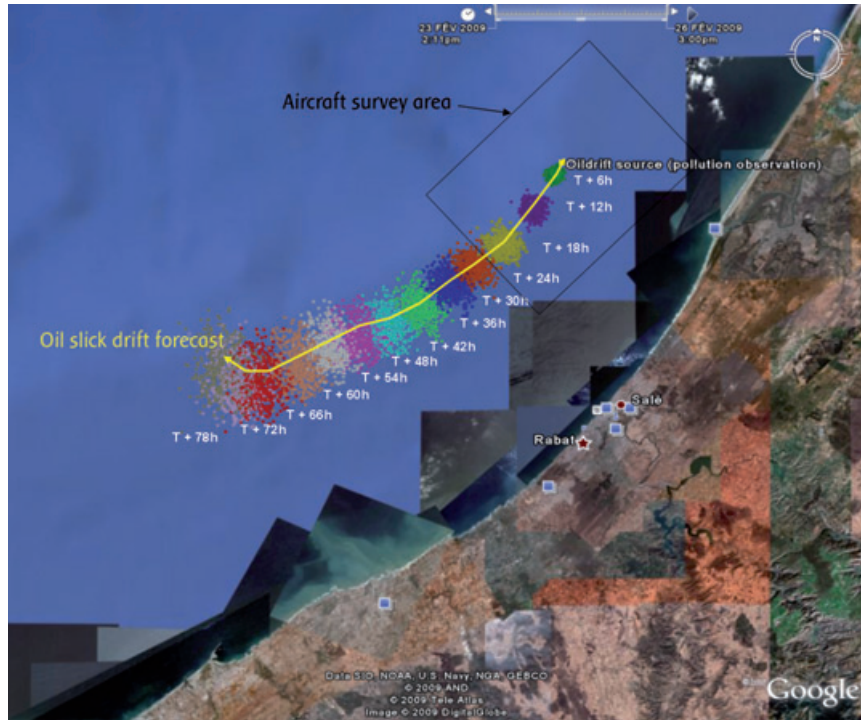 23 FÉV 2009
2:11pm
26 FÉV 2009
3:00pm
N
Aircraft survey area
Oildrift source (pollution observation)
T + 6h
T + 12h
T + 18h
T + 24h
T + 30h
T + 36h
T + 42h
T + 48h
T + 54h
T + 60h
T + 66h
T + 72h
T + 78h
Oil slick drift forecast
Salé
Rabat
Data SIO, NOAA, U.S. Navy, NGA, GEBCO
© 2009 AND
© 2009 Tele Atlas
Image © 2009 DigitalGlobe
Google